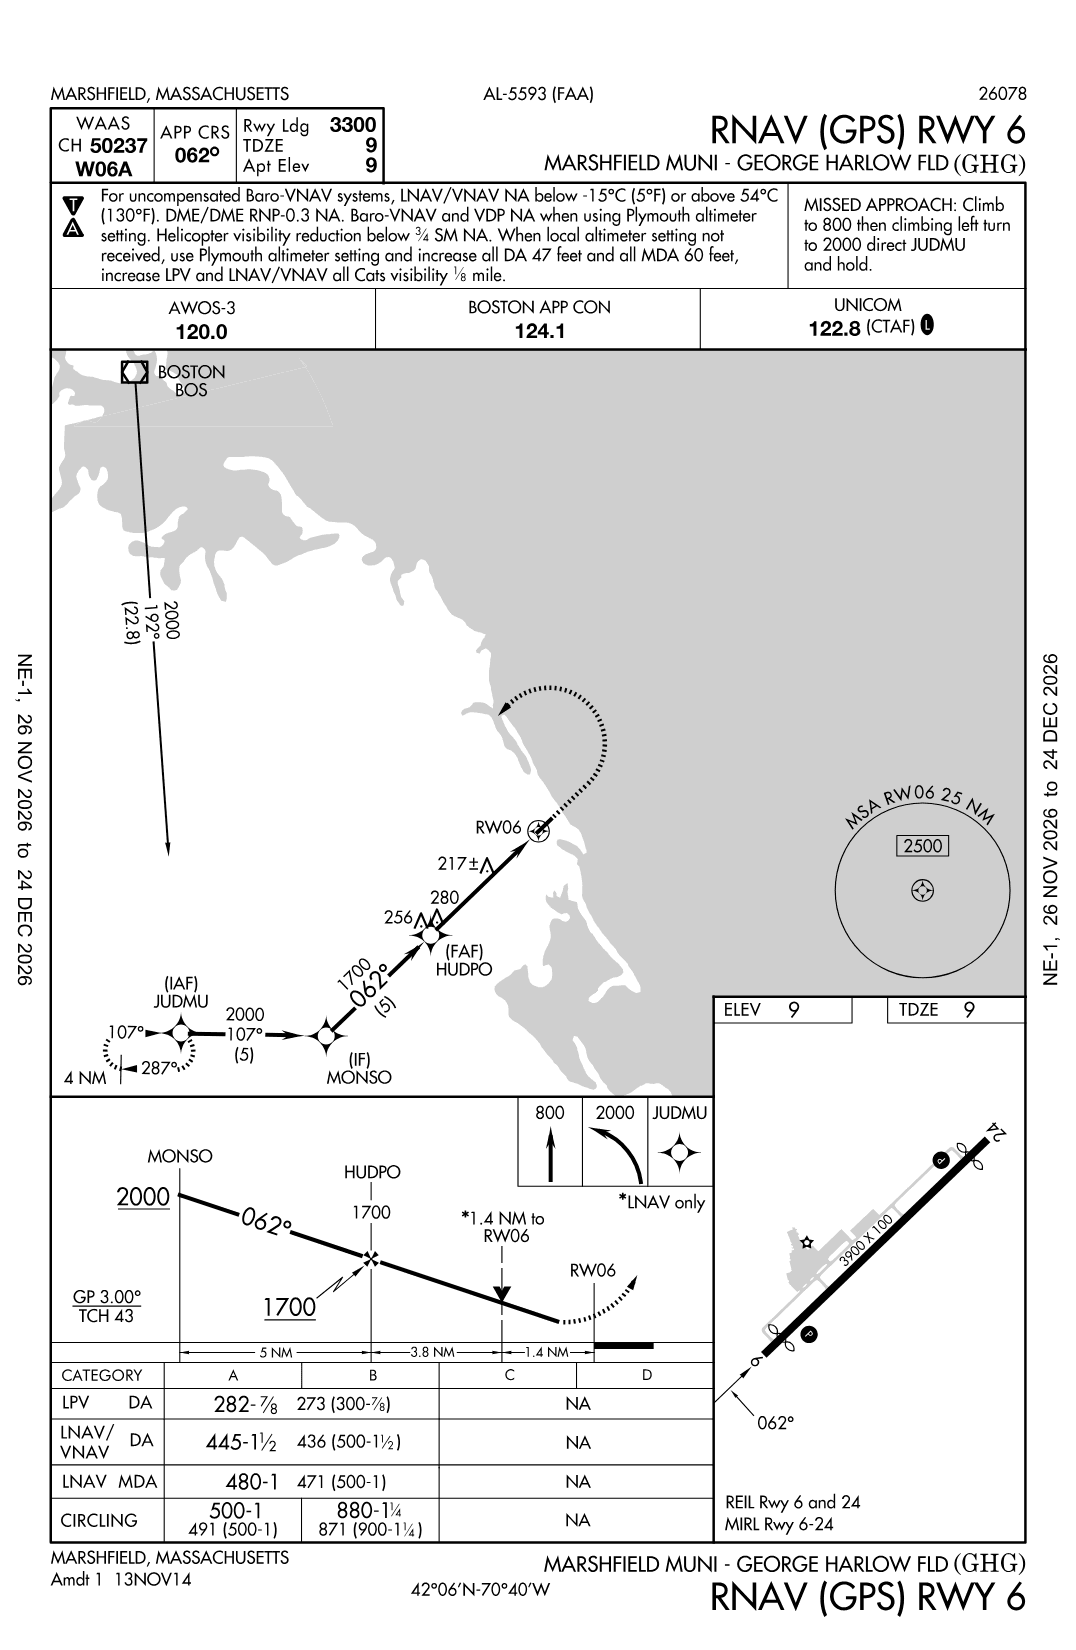 MARSHFIELD, MASSACHUSETTS
AL-5593 (FAA)
26078
WAAS
CH 50237
W06A
APP CRS
062°
Rwy Ldg 3300
TDZE 9
Apt Elev 9
RNAV (GPS) RWY 6
MARSHFIELD MUNI - GEORGE HARLOW FLD (GHG)
T
A
For uncompensated Baro-VNAV systems, LNAV/VNAV NA below -15°C (5°F) or above 54°C
(130°F). DME/DME RNP-0.3 NA. Baro-VNAV and VDP NA when using Plymouth altimeter
setting. Helicopter visibility reduction below ¾ SM NA. When local altimeter setting not
received, use Plymouth altimeter setting and increase all DA 47 feet and all MDA 60 feet,
increase LPV and LNAV/VNAV all Cats visibility ⅛ mile.
MISSED APPROACH: Climb
to 800 then climbing left turn
to 2000 direct JUDMU
and hold.
AWOS-3
120.0
BOSTON APP CON
124.1
UNICOM
122.8 (CTAF) L
BOSTON
BOS
2000
192°
(22.8)
NE-1, 26 NOV 2026 to 24 DEC 2026
NE-1, 26 NOV 2026 to 24 DEC 2026
RW06
217±
280
256
(FAF)
HUDPO
1700
062°
(5)
MSA RW06 25 NM
2500
(IAF)
JUDMU
107°
2000
107°
(5)
287°
4 NM
(IF)
MONSO
ELEV 9
TDZE 9
800
2000
JUDMU
*LNAV only
MONSO
2000
062°
HUDPO
1700
1700
*1.4 NM to
RW06
RW06
GP 3.00°
TCH 43
5 NM
3.8 NM
1.4 NM
24
P
3900 X 100
P
6
062°
REIL Rwy 6 and 24
MIRL Rwy 6-24
CATEGORY A B C D
LPV DA 282-⅞ 273 (300-⅞) NA
LNAV/
VNAV DA 445-1½ 436 (500-1½) NA
LNAV MDA 480-1 471 (500-1) NA
CIRCLING 500-1 880-1¼ NA
491 (500-1) 871 (900-1¼)
MARSHFIELD, MASSACHUSETTS
Amdt 1 13NOV14
42°06'N-70°40'W
MARSHFIELD MUNI - GEORGE HARLOW FLD (GHG)
RNAV (GPS) RWY 6